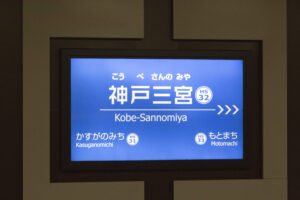 こう べ さんの みや
神戸三宮 HS 32
Kobe-Sannomiya
>>>
かすがのみち HS 31 HS 33 もとまち
Kasuganomichi Motomachi